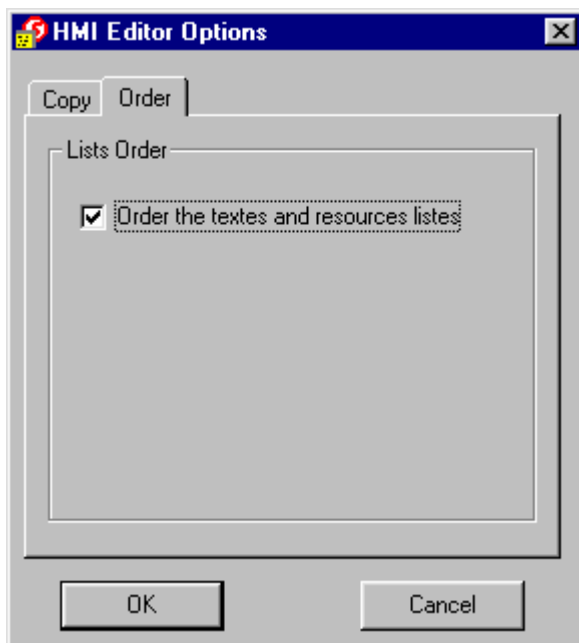 HMI Editor Options
Copy Order
Lists Order
Order the textes and resources listes
OK Cancel